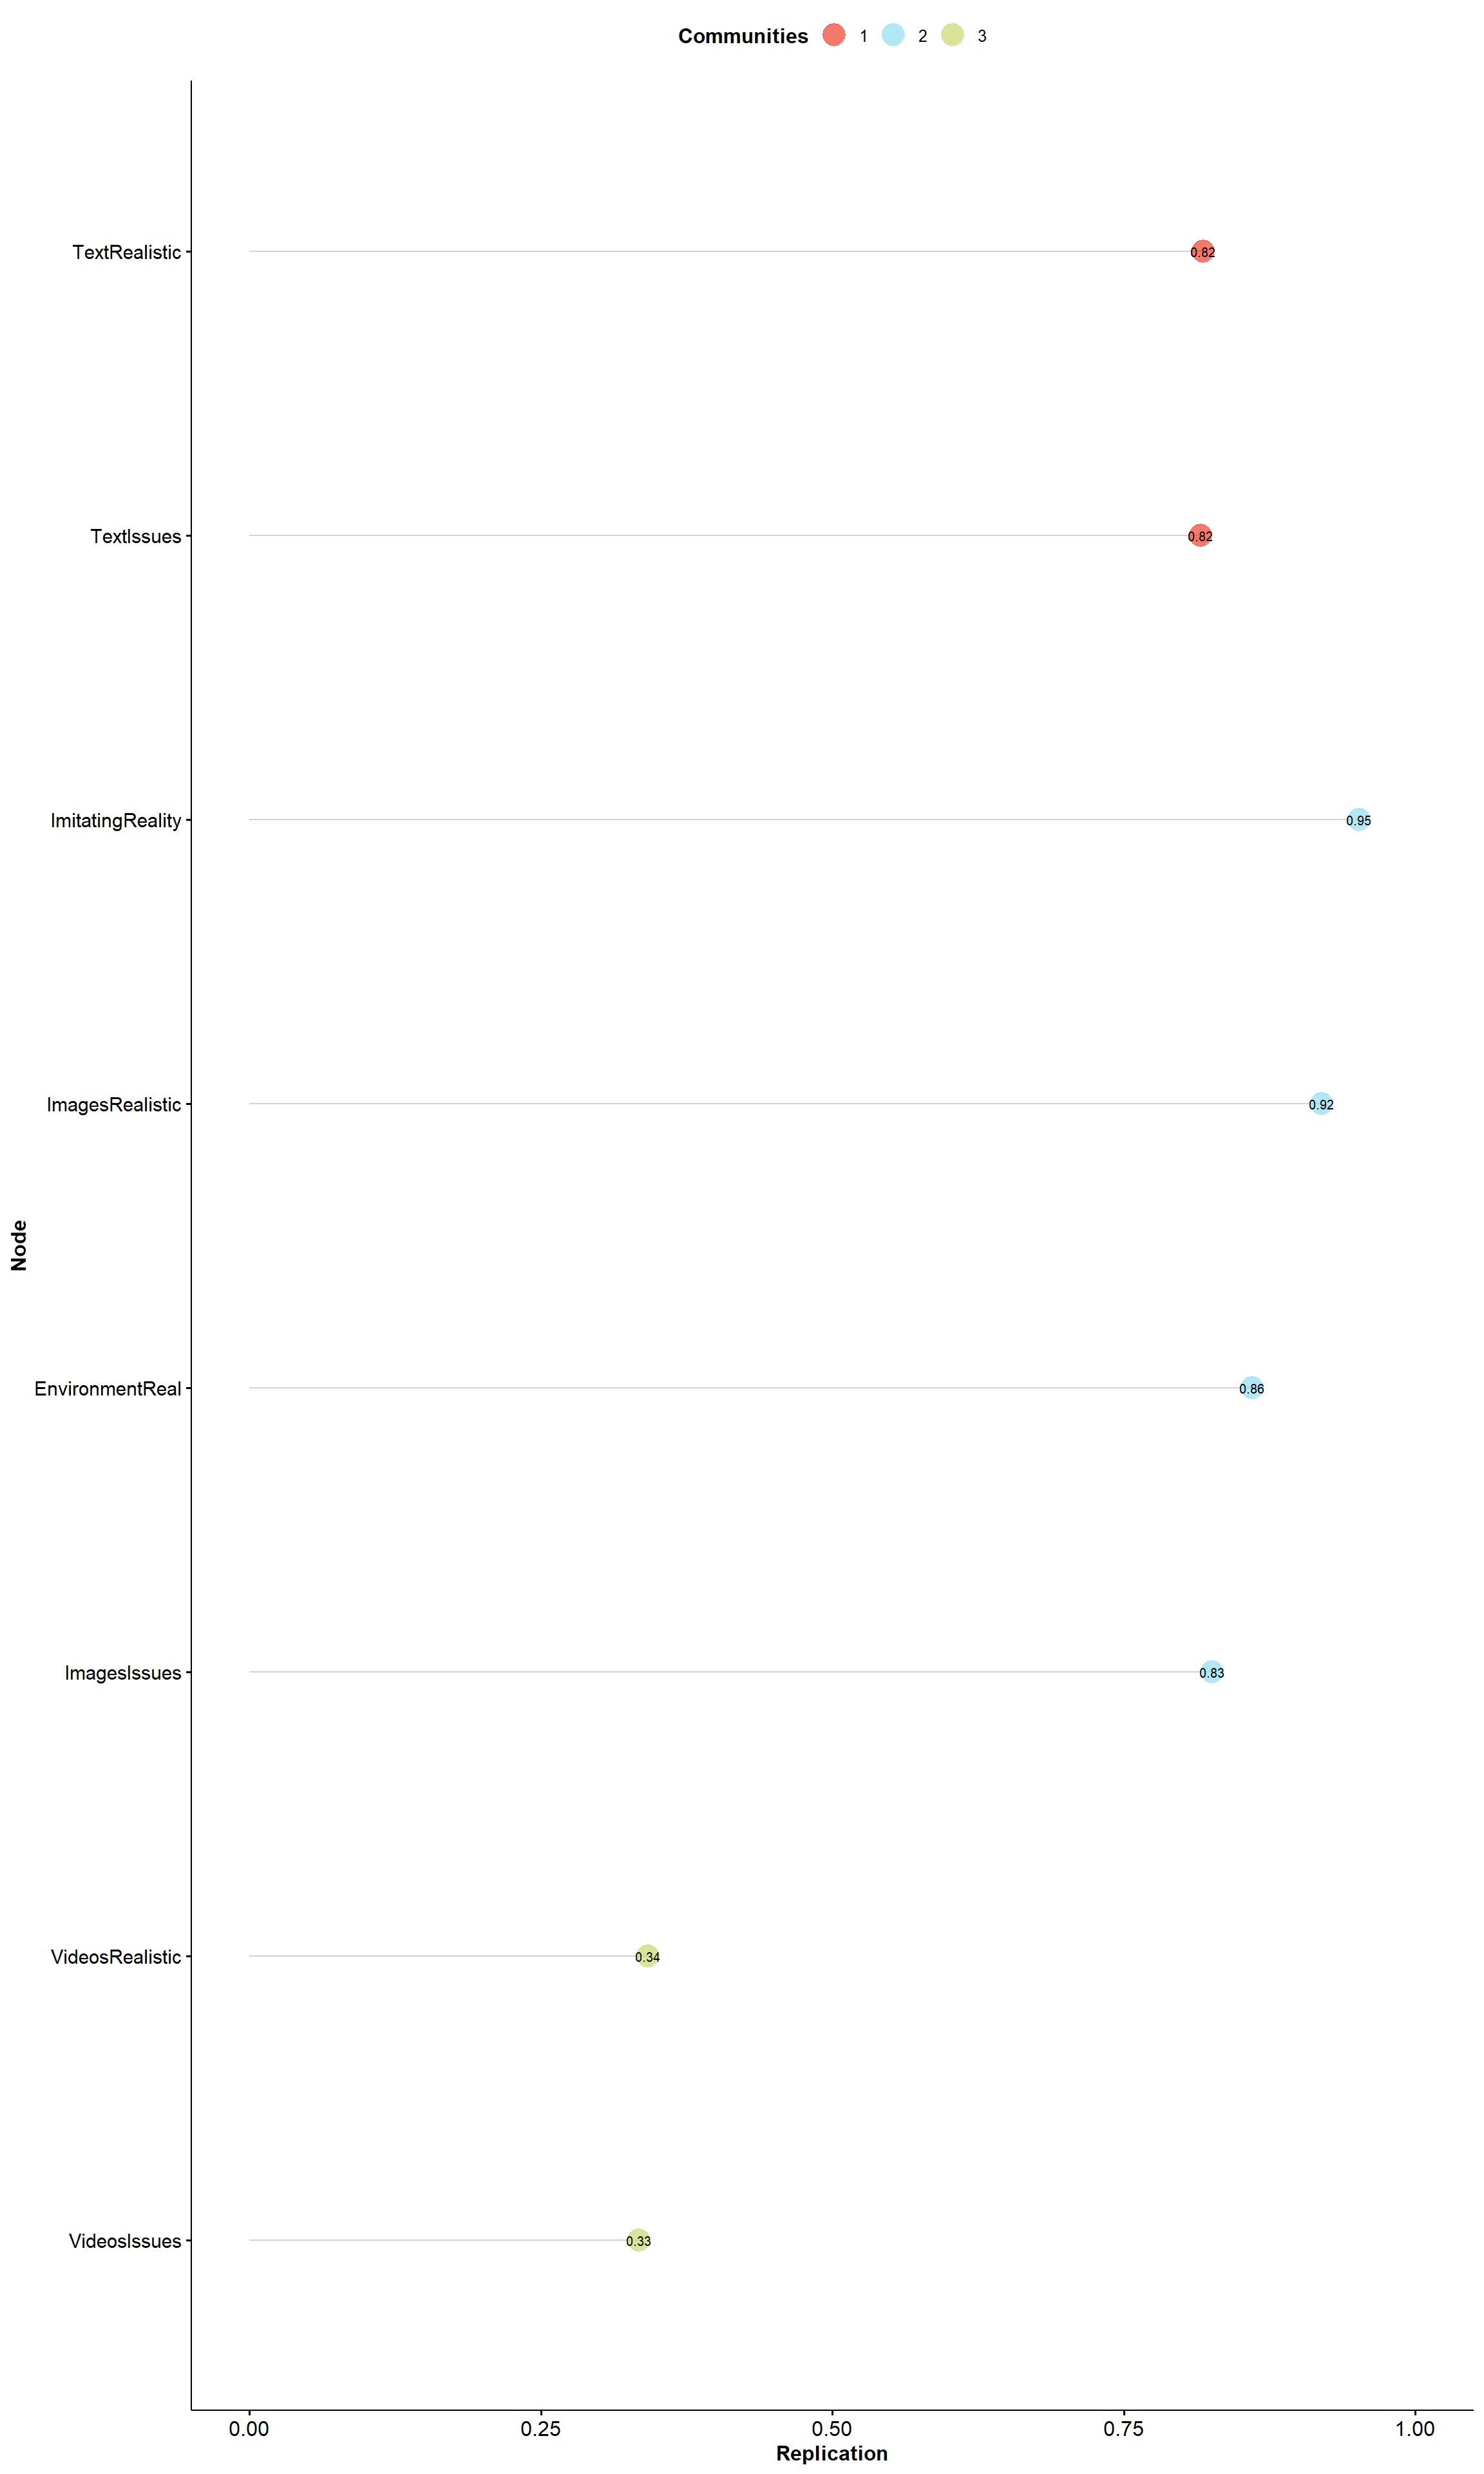 Communities 1 2 3
TextRealistic 0.82
TextIssues 0.82
ImitatingReality 0.95
ImagesRealistic 0.92
Node
EnvironmentReal 0.86
ImagesIssues 0.83
VideosRealistic 0.34
VideosIssues 0.33
0.00 0.25 0.50 0.75 1.00
Replication